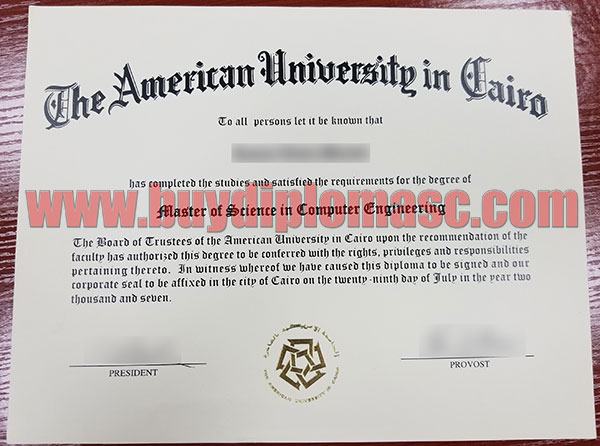 The American University in Cairo
To all persons let it be known that
has completed the studies and satisfied the requirements for the degree of
www.buydiplomasc.com
Master of Science in Computer Engineering
The Board of Trustees of the American University in Cairo upon the recommendation of the
faculty has authorized this degree to be conferred with the rights, privileges and responsibilities
pertaining thereto. In witness whereof we have caused this diploma to be signed and our
corporate seal to be affixed in the city of Cairo on the twenty-ninth day of July in the year two
thousand and seven.
PRESIDENT
THE AMERICAN UNIVERSITY IN CAIRO
PROVOST